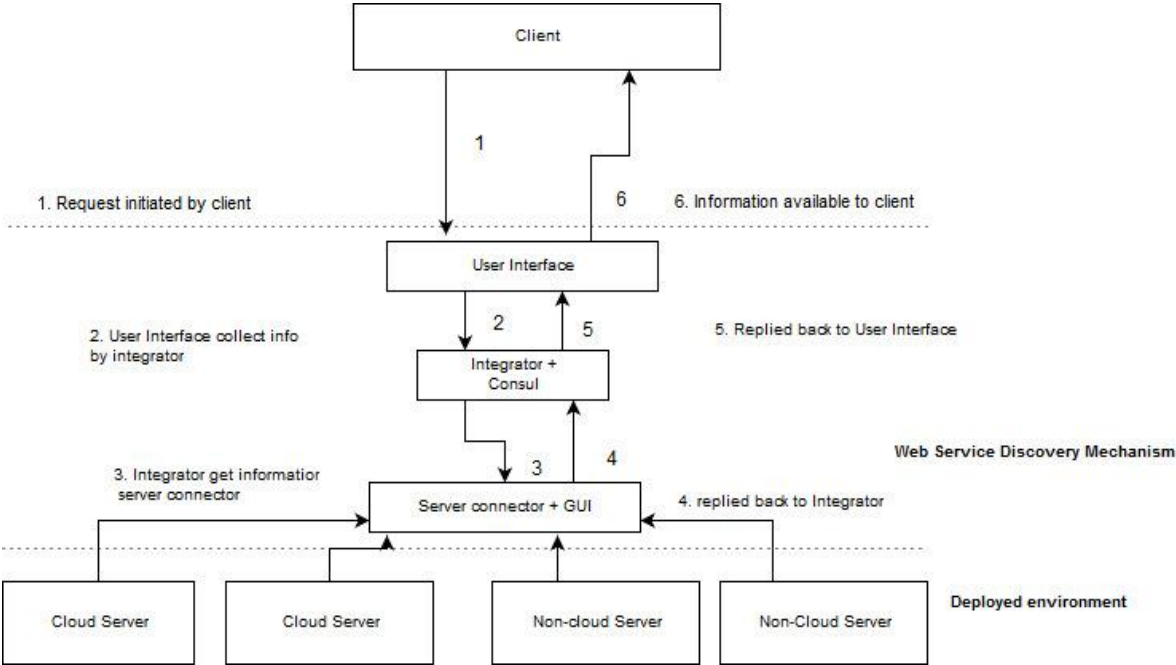 Client
1
1. Request initiated by client
6
6. Information available to client
User Interface
2. User Interface collect info
by integrator
2
5
5. Replied back to User Interface
Integrator +
Consul
Web Service Discovery Mechanism
3. Integrator get informatior
server connector
3
4
Server connector + GUI
4. replied back to Integrator
Cloud Server
Cloud Server
Non-cloud Server
Non-Cloud Server
Deployed environment